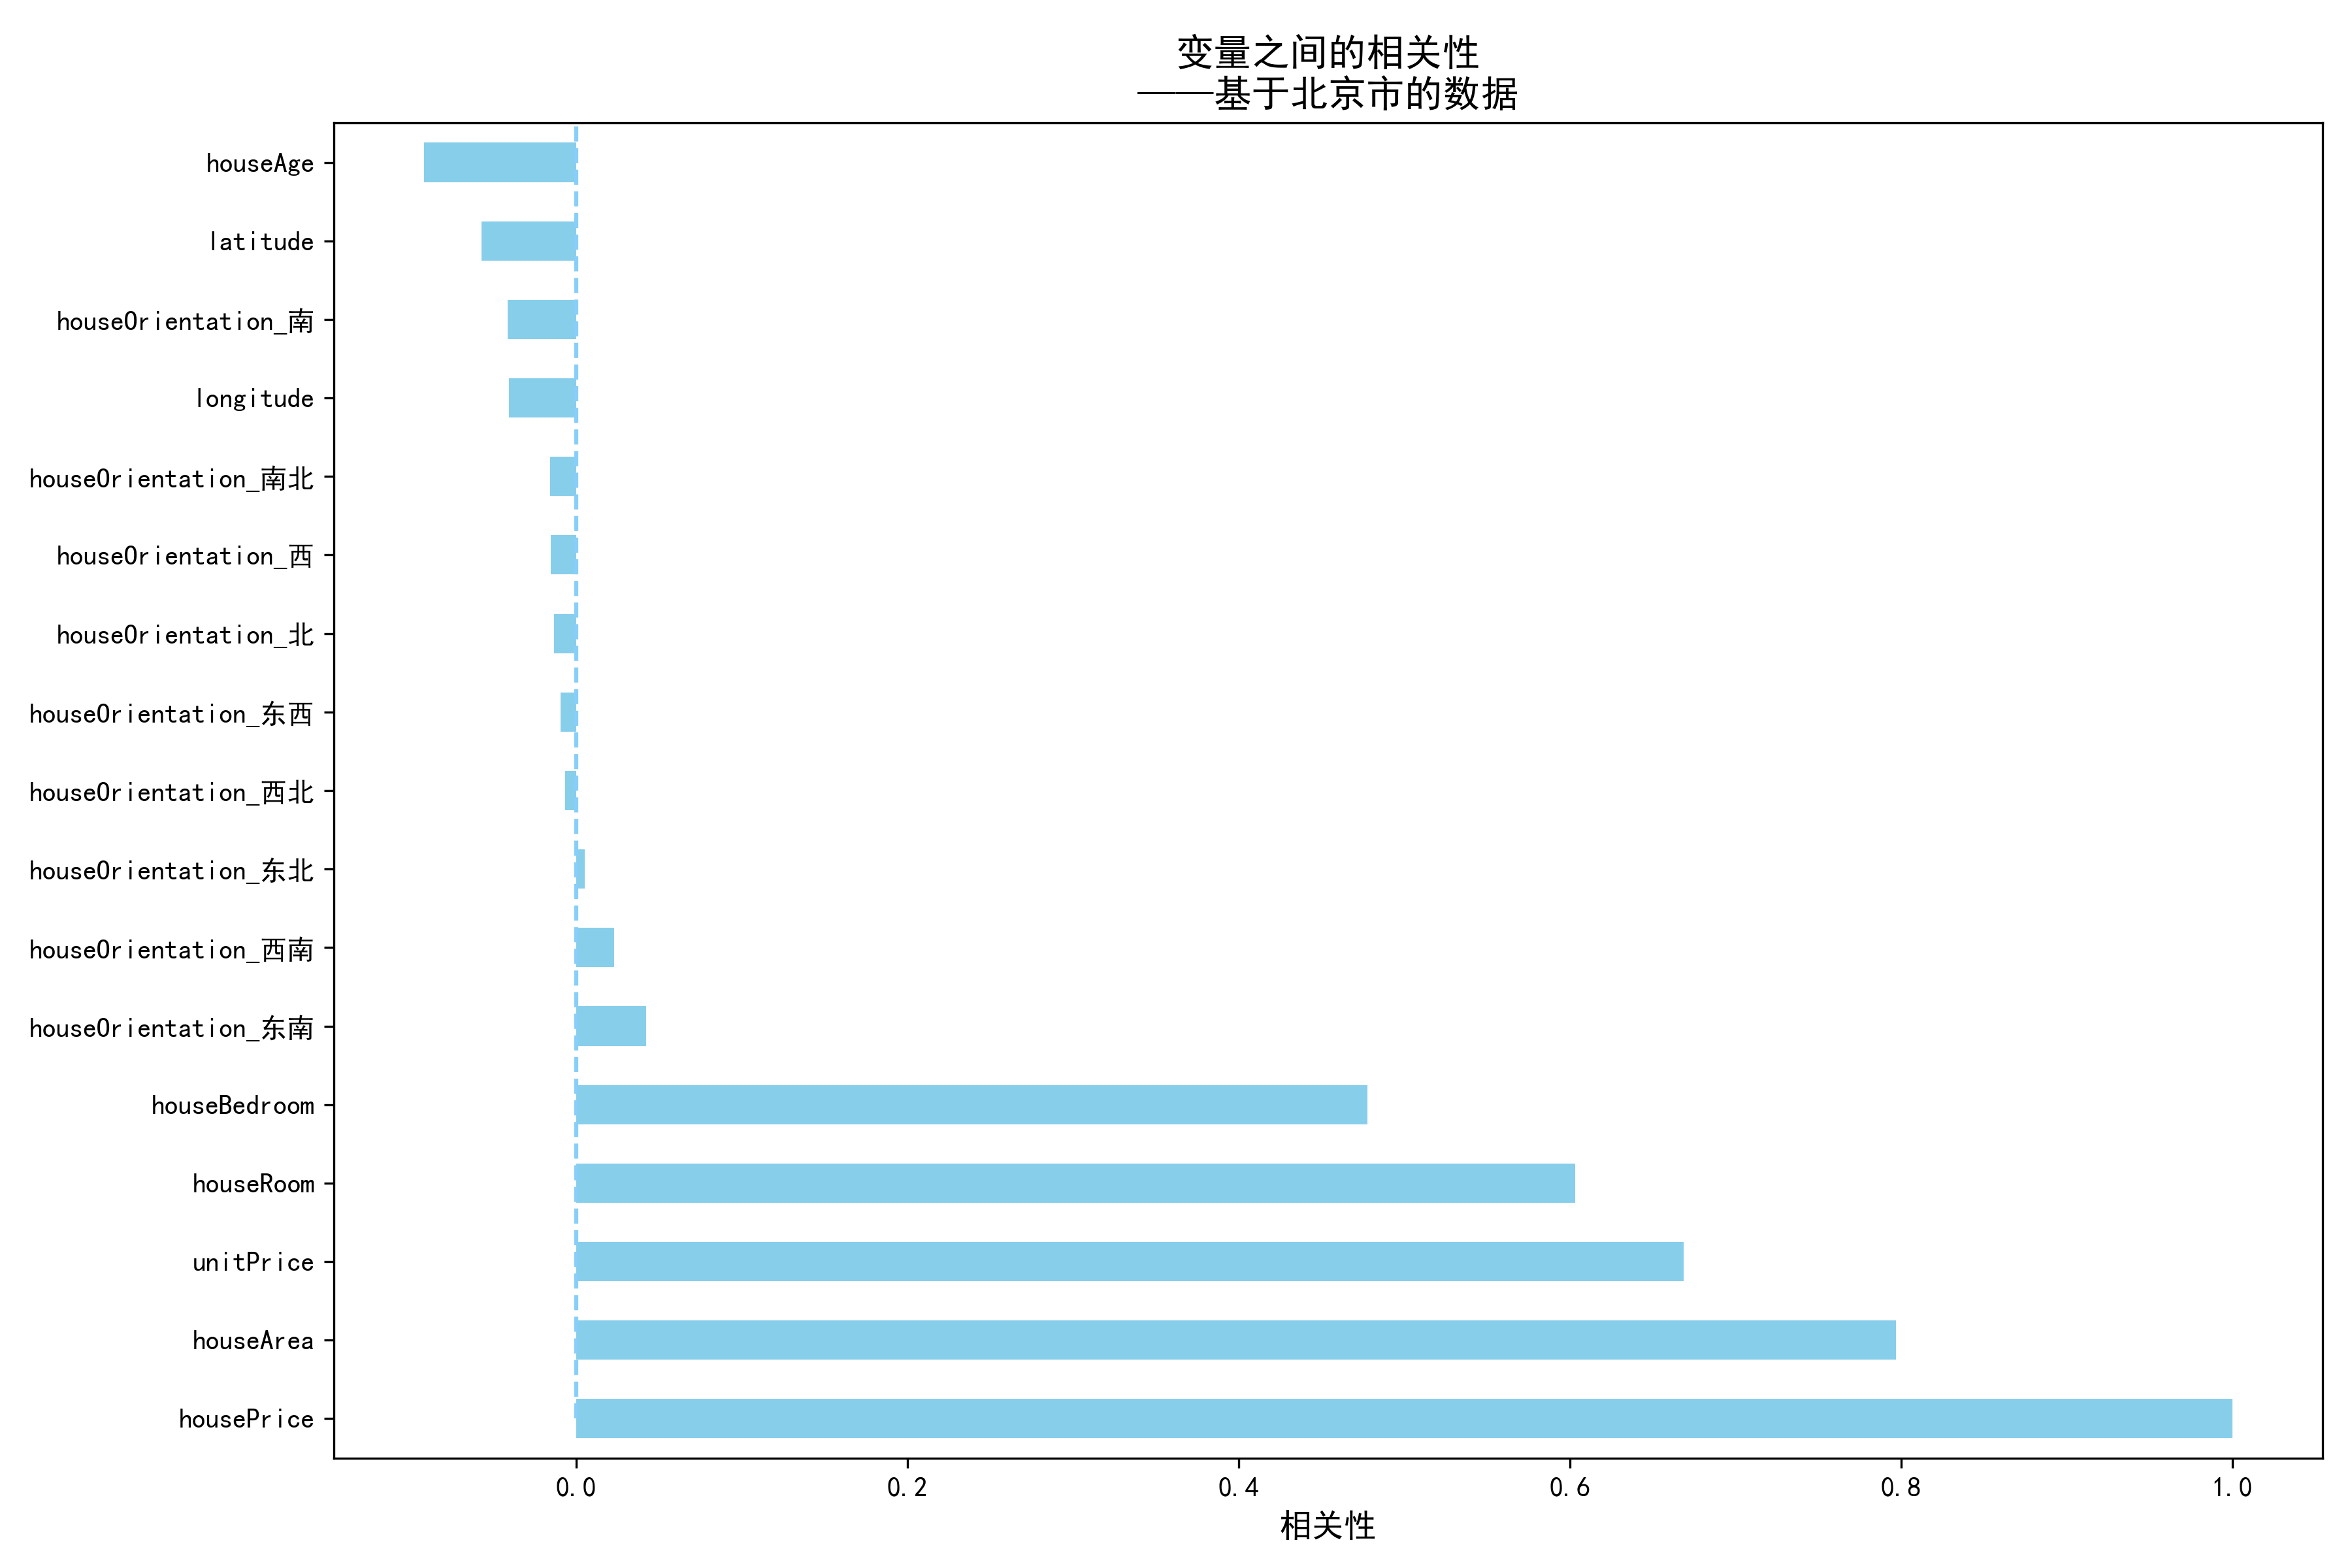 变量之间的相关性
——基于北京市的数据
houseAge
latitude
houseOrientation_南
longitude
houseOrientation_南北
houseOrientation_西
houseOrientation_北
houseOrientation_东西
houseOrientation_西北
houseOrientation_东北
houseOrientation_西南
houseOrientation_东南
houseBedroom
houseRoom
unitPrice
houseArea
housePrice
0.0 0.2 0.4 0.6 0.8 1.0
相关性